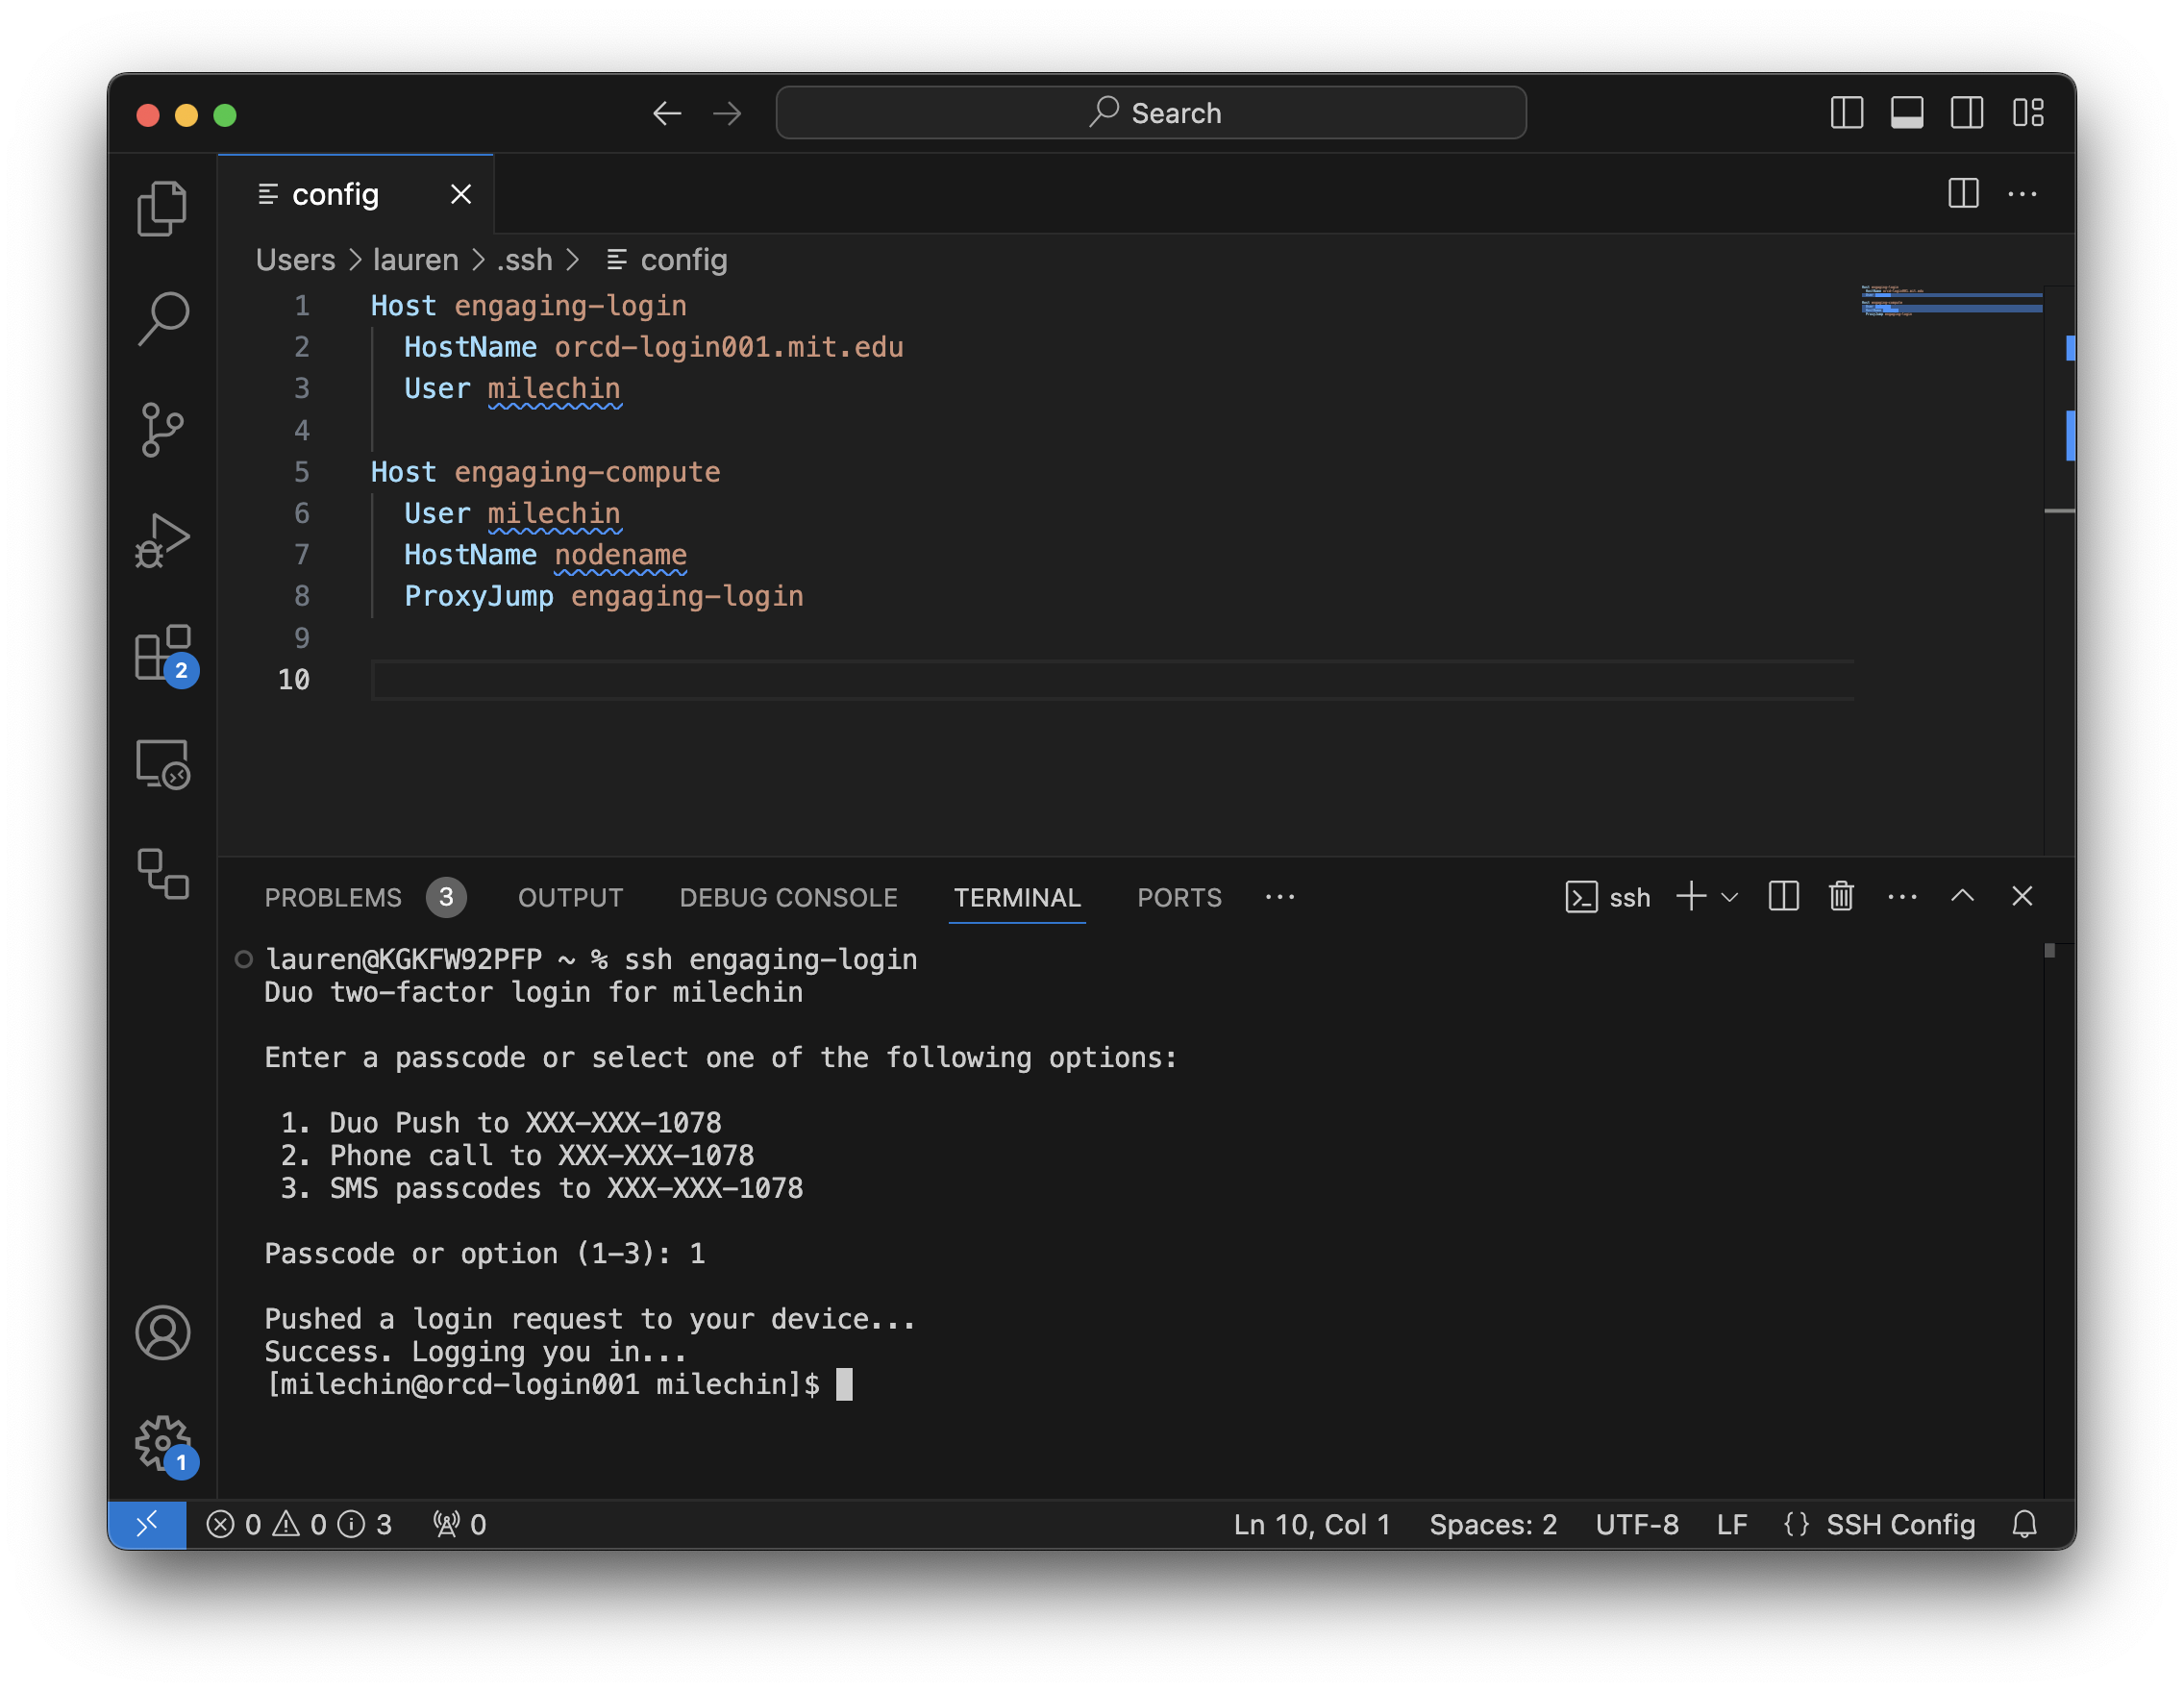 Search
config
Users > lauren > .ssh > config
1 Host engaging-login
2 HostName orcd-login001.mit.edu
3 User milechin
4
5 Host engaging-compute
6 User milechin
7 HostName nodename
8 ProxyJump engaging-login
9
10
2
PROBLEMS 3 OUTPUT DEBUG CONSOLE TERMINAL PORTS ··· ssh
lauren@KGKFW92PFP ~ % ssh engaging-login
Duo two-factor login for milechin
Enter a passcode or select one of the following options:
1. Duo Push to XXX-XXX-1078
2. Phone call to XXX-XXX-1078
3. SMS passcodes to XXX-XXX-1078
Passcode or option (1-3): 1
Pushed a login request to your device...
Success. Logging you in...
[milechin@orcd-login001 milechin]$
1
0 0 3 0 Ln 10, Col 1 Spaces: 2 UTF-8 LF {} SSH Config